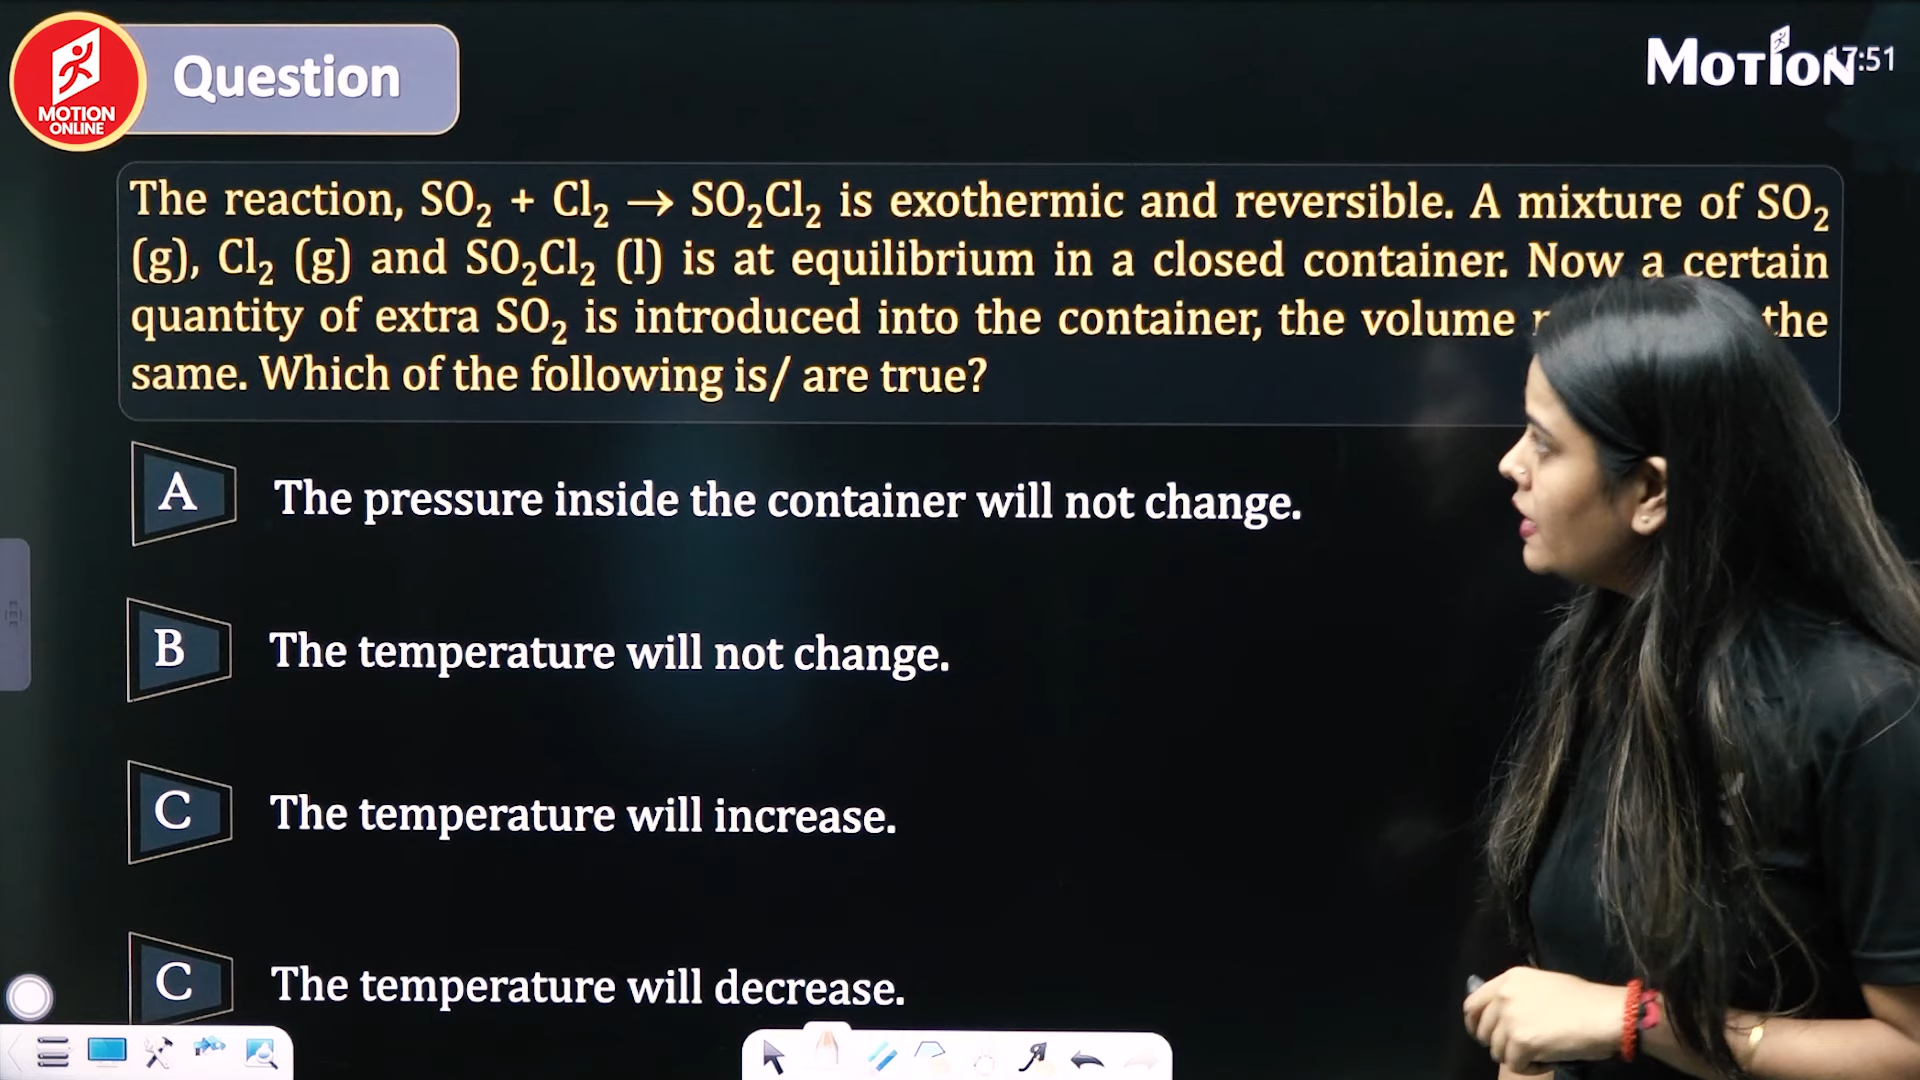 MOTION
ONLINE
Question
MOTION
7:51
The reaction, SO₂ + Cl₂ → SO₂Cl₂ is exothermic and reversible. A mixture of SO₂
(g), Cl₂ (g) and SO₂Cl₂ (l) is at equilibrium in a closed container. Now a certain
quantity of extra SO₂ is introduced into the container, the volume the
same. Which of the following is/ are true?
A The pressure inside the container will not change.
B The temperature will not change.
C The temperature will increase.
C The temperature will decrease.